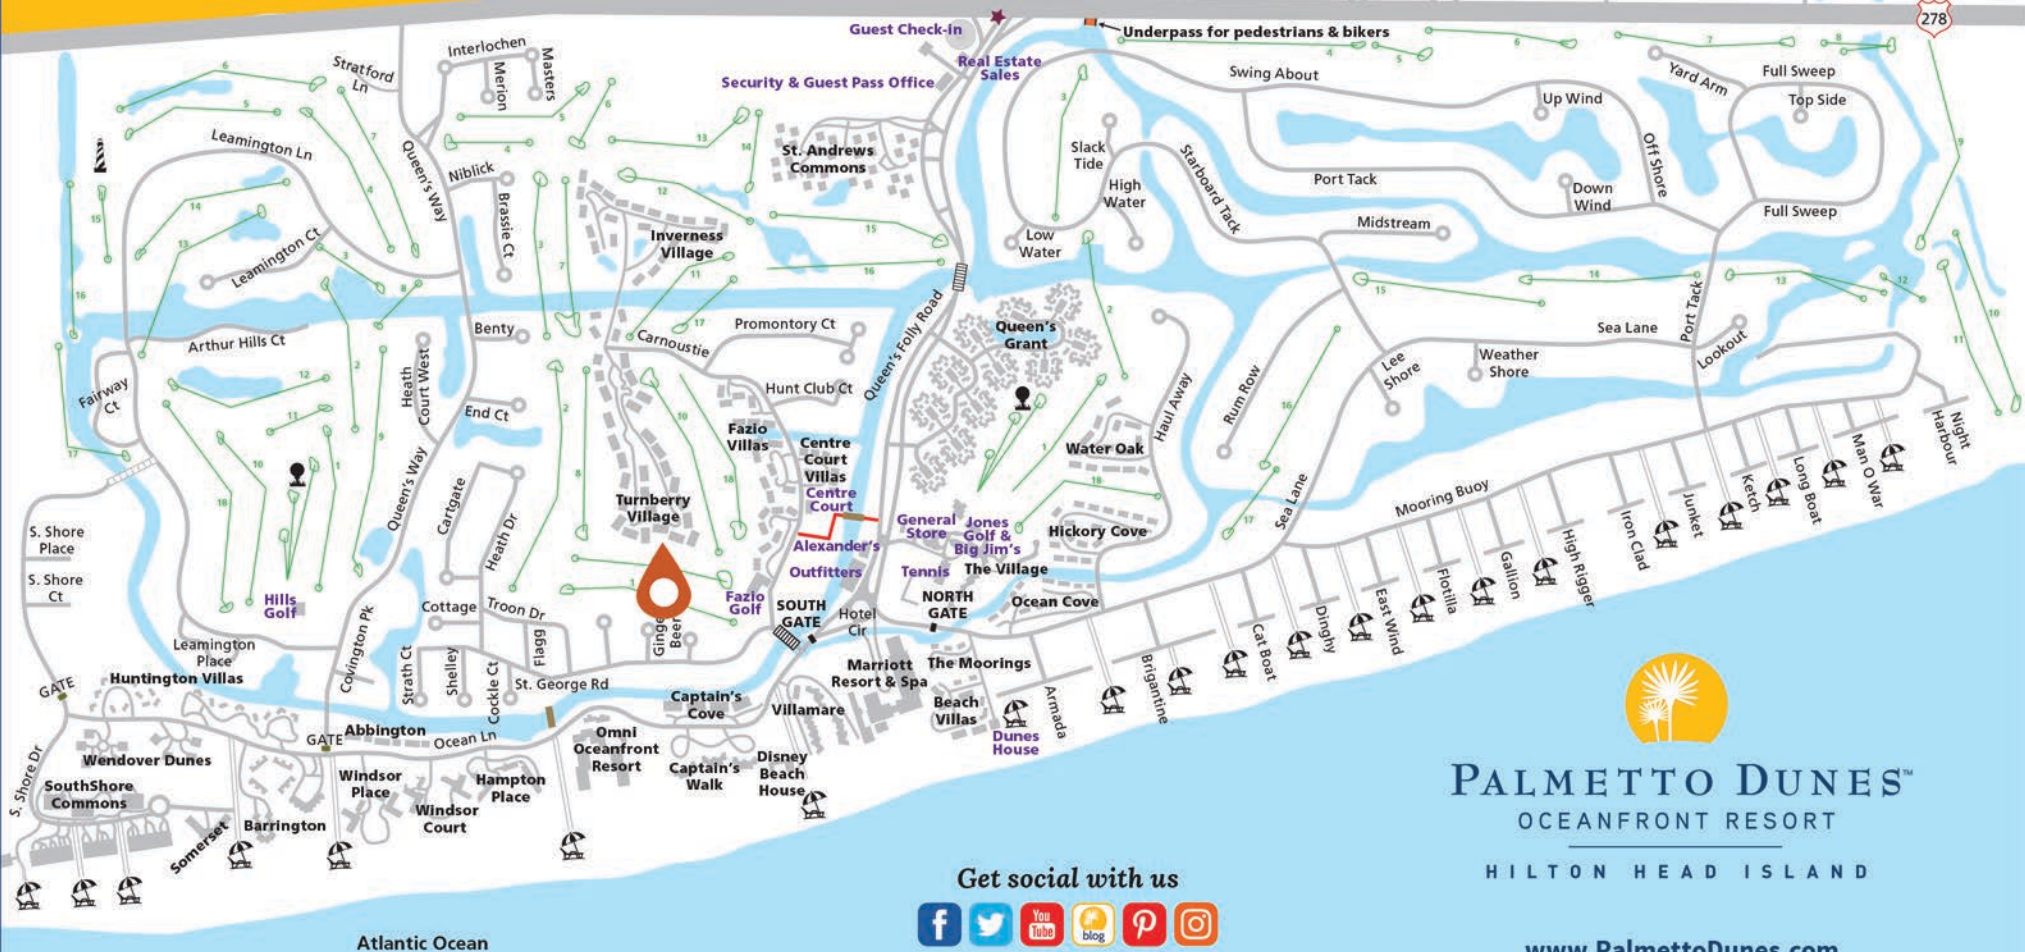 278
Guest Check-in
Underpass for pedestrians & bikers
Real Estate
Sales
Security & Guest Pass Office
Stratford
Ln
Interlochen
Merion
Masters
Swing About
Yard Arm
Full Sweep
Top Side
Up Wind
Off Shore
Leamington Ln
Queen's Way
Niblick
Brassie Ct
St. Andrews
Commons
Slack
Tide
High
Water
Low
Water
Starboard Tack
Port Tack
Down
Wind
Full Sweep
Midstream
Leamington Ct
Inverness
Village
Arthur Hills Ct
Benty
Carnoustie
Promontory Ct
Queen's Folly Road
Queen's
Grant
Port Tack
Sea Lane
Lookout
Weather
Shore
Lee
Shore
Rum Row
Haul Away
Fairway
Ct
Heath
Court West
End Ct
Hunt Club Ct
Fazio
Villas
Centre
Court
Villas
Centre
Court
Water Oak
Night
Harbour
Man O War
Long Boat
Ketch
Junket
Iron Clad
High Rigger
Gallion
Flotilla
East Wind
Dinghy
Cat Boat
Brigantine
Armada
Mooring Buoy
Sea Lane
Queen's Way
Cartgate
Heath Dr
Turnberry
Village
General
Store
Jones
Golf &
Big Jim's
Hickory Cove
Alexander's
Outfitters
Tennis
The Village
S. Shore
Place
S. Shore
Ct
Hills
Golf
Fazio
Golf
SOUTH
GATE
Hotel
Cir
NORTH
GATE
Ocean Cove
Cottage
Troon Dr
Flagg
Beer
Leamington
Place
Covington Pk
Strath Ct
Shelley
Cockle Ct
St. George Rd
GATE
Huntington Villas
Marriott
Resort & Spa
The Moorings
Captain's
Cove
Villamare
Beach
Villas
Dunes
House
GATE
Abbington
Ocean Ln
Omni
Oceanfront
Resort
Captain's
Walk
Disney
Beach
House
S. Shore Dr
Wendover Dunes
SouthShore
Commons
Windsor
Place
Hampton
Place
Windsor
Court
Barrington
Somerset
Atlantic Ocean
PALMETTO DUNES™
OCEANFRONT RESORT
HILTON HEAD ISLAND
Get social with us
You
Tube
blog
www.PalmettoDunes.com